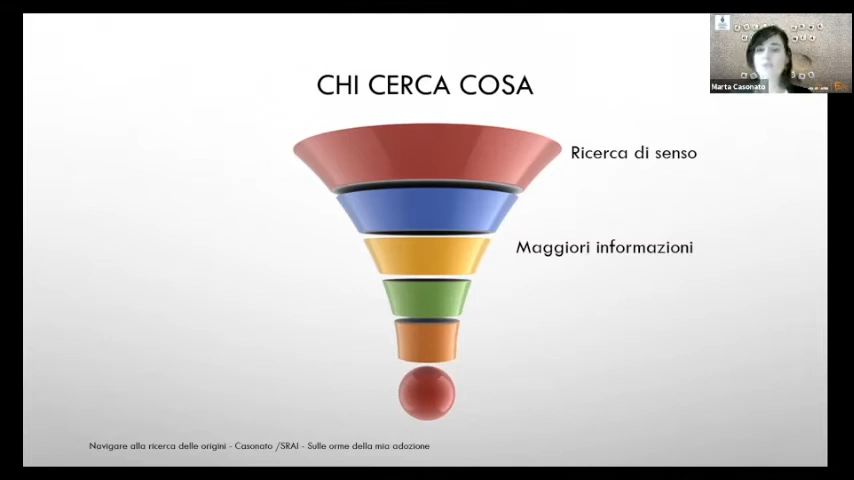 CHI CERCA COSA
Ricerca di senso
Maggiori informazioni
Navigare alla ricerca delle origini - Casonato /SRAI - Sulle orme della mia adozione
Marta Casonato